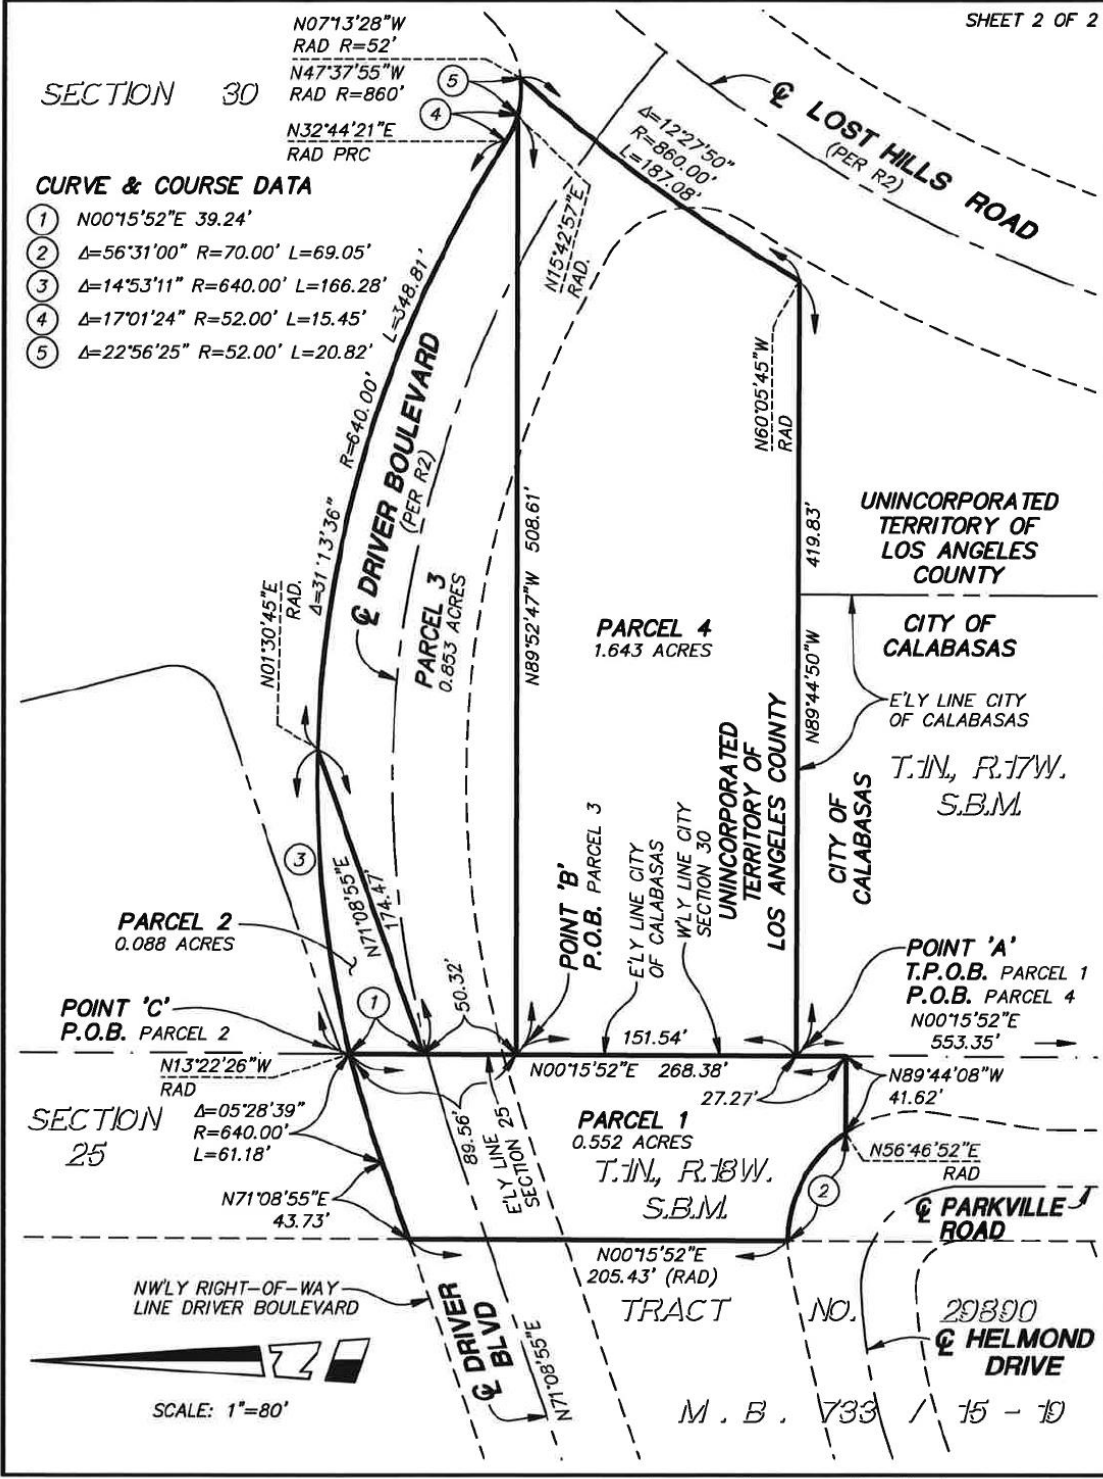 SHEET 2 OF 2
N07°13'28"W
RAD R=52'
N47°37'55"W
RAD R=860'
N32°44'21"E
RAD PRC
SECTION 30
5
4
℄ LOST HILLS ROAD
(PER R2)
Δ=12°27'50"
R=860.00'
L=187.08'
CURVE & COURSE DATA
1 N00°15'52"E 39.24'
2 Δ=56°31'00" R=70.00' L=69.05'
3 Δ=14°53'11" R=640.00' L=166.28'
4 Δ=17°01'24" R=52.00' L=15.45'
5 Δ=22°56'25" R=52.00' L=20.82'
N15°42'57"E
RAD.
Δ=31°13'36" R=640.00' L=348.81'
℄ DRIVER BOULEVARD
(PER R2)
N60°05'45"W
RAD
N01°30'45"E
RAD.
PARCEL 3
0.853 ACRES
N89°52'47"W 508.61'
PARCEL 4
1.643 ACRES
N89°44'50"W 419.83'
UNINCORPORATED
TERRITORY OF
LOS ANGELES
COUNTY
CITY OF
CALABASAS
E'LY LINE CITY
OF CALABASAS
T.1N., R.17W.
S.B.M.
UNINCORPORATED
TERRITORY OF
LOS ANGELES COUNTY
CITY OF
CALABASAS
3
N71°08'55"E
174.47'
PARCEL 2
0.088 ACRES
POINT 'C'
P.O.B. PARCEL 2
1
50.32'
POINT 'B'
P.O.B. PARCEL 3
E'LY LINE CITY
OF CALABASAS
W'LY LINE CITY
SECTION 30
POINT 'A'
T.P.O.B. PARCEL 1
P.O.B. PARCEL 4
N00°15'52"E
553.35'
151.54'
N00°15'52"E 268.38'
27.27'
N89°44'08"W
41.62'
N13°22'26"W
RAD
SECTION
25
Δ=05°28'39"
R=640.00'
L=61.18'
89.56'
E'LY LINE
SECTION 25
PARCEL 1
0.552 ACRES
T.1N., R.18W.
S.B.M.
N56°46'52"E
RAD
2
℄ PARKVILLE
ROAD
N71°08'55"E
43.73'
N00°15'52"E
205.43' (RAD)
NW'LY RIGHT-OF-WAY
LINE DRIVER BOULEVARD
℄ DRIVER
BLVD
N71°08'55"E
TRACT NO. 29890
℄ HELMOND
DRIVE
SCALE: 1"=80'
M . B . 733 / 15 - 19